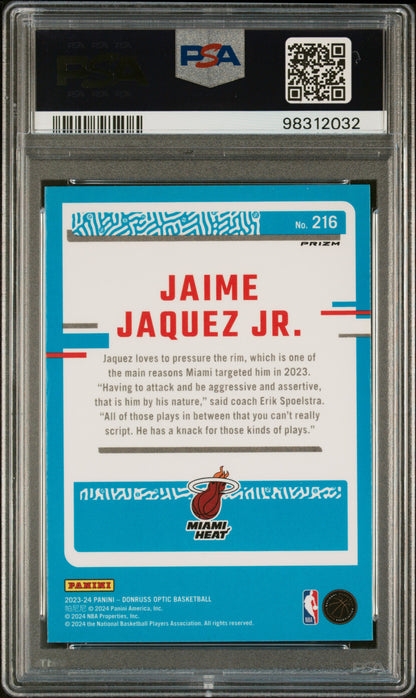 PSA
98312032
No. 216
PRIZM
JAIME
JAQUEZ JR.
Jaquez loves to pressure the rim, which is one of
the main reasons Miami targeted him in 2023.
“Having to attack and be aggressive and assertive,
that is him by his nature,” said coach Erik Spoelstra.
“All of those plays in between that you can’t really
script. He has a knack for those kinds of plays.”
MIAMI
HEAT
PANINI
2023-24 PANINI – DONRUSS OPTIC BASKETBALL
帕尼尼 © 2024 Panini America, Inc.
© 2024 NBA Properties, Inc.
© 2024 the National Basketball Players Association. All rights reserved.
NBA